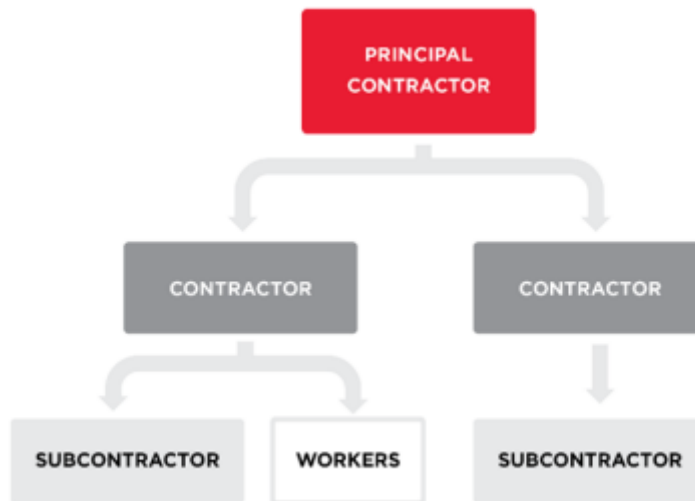 PRINCIPAL
CONTRACTOR
CONTRACTOR
CONTRACTOR
SUBCONTRACTOR
WORKERS
SUBCONTRACTOR